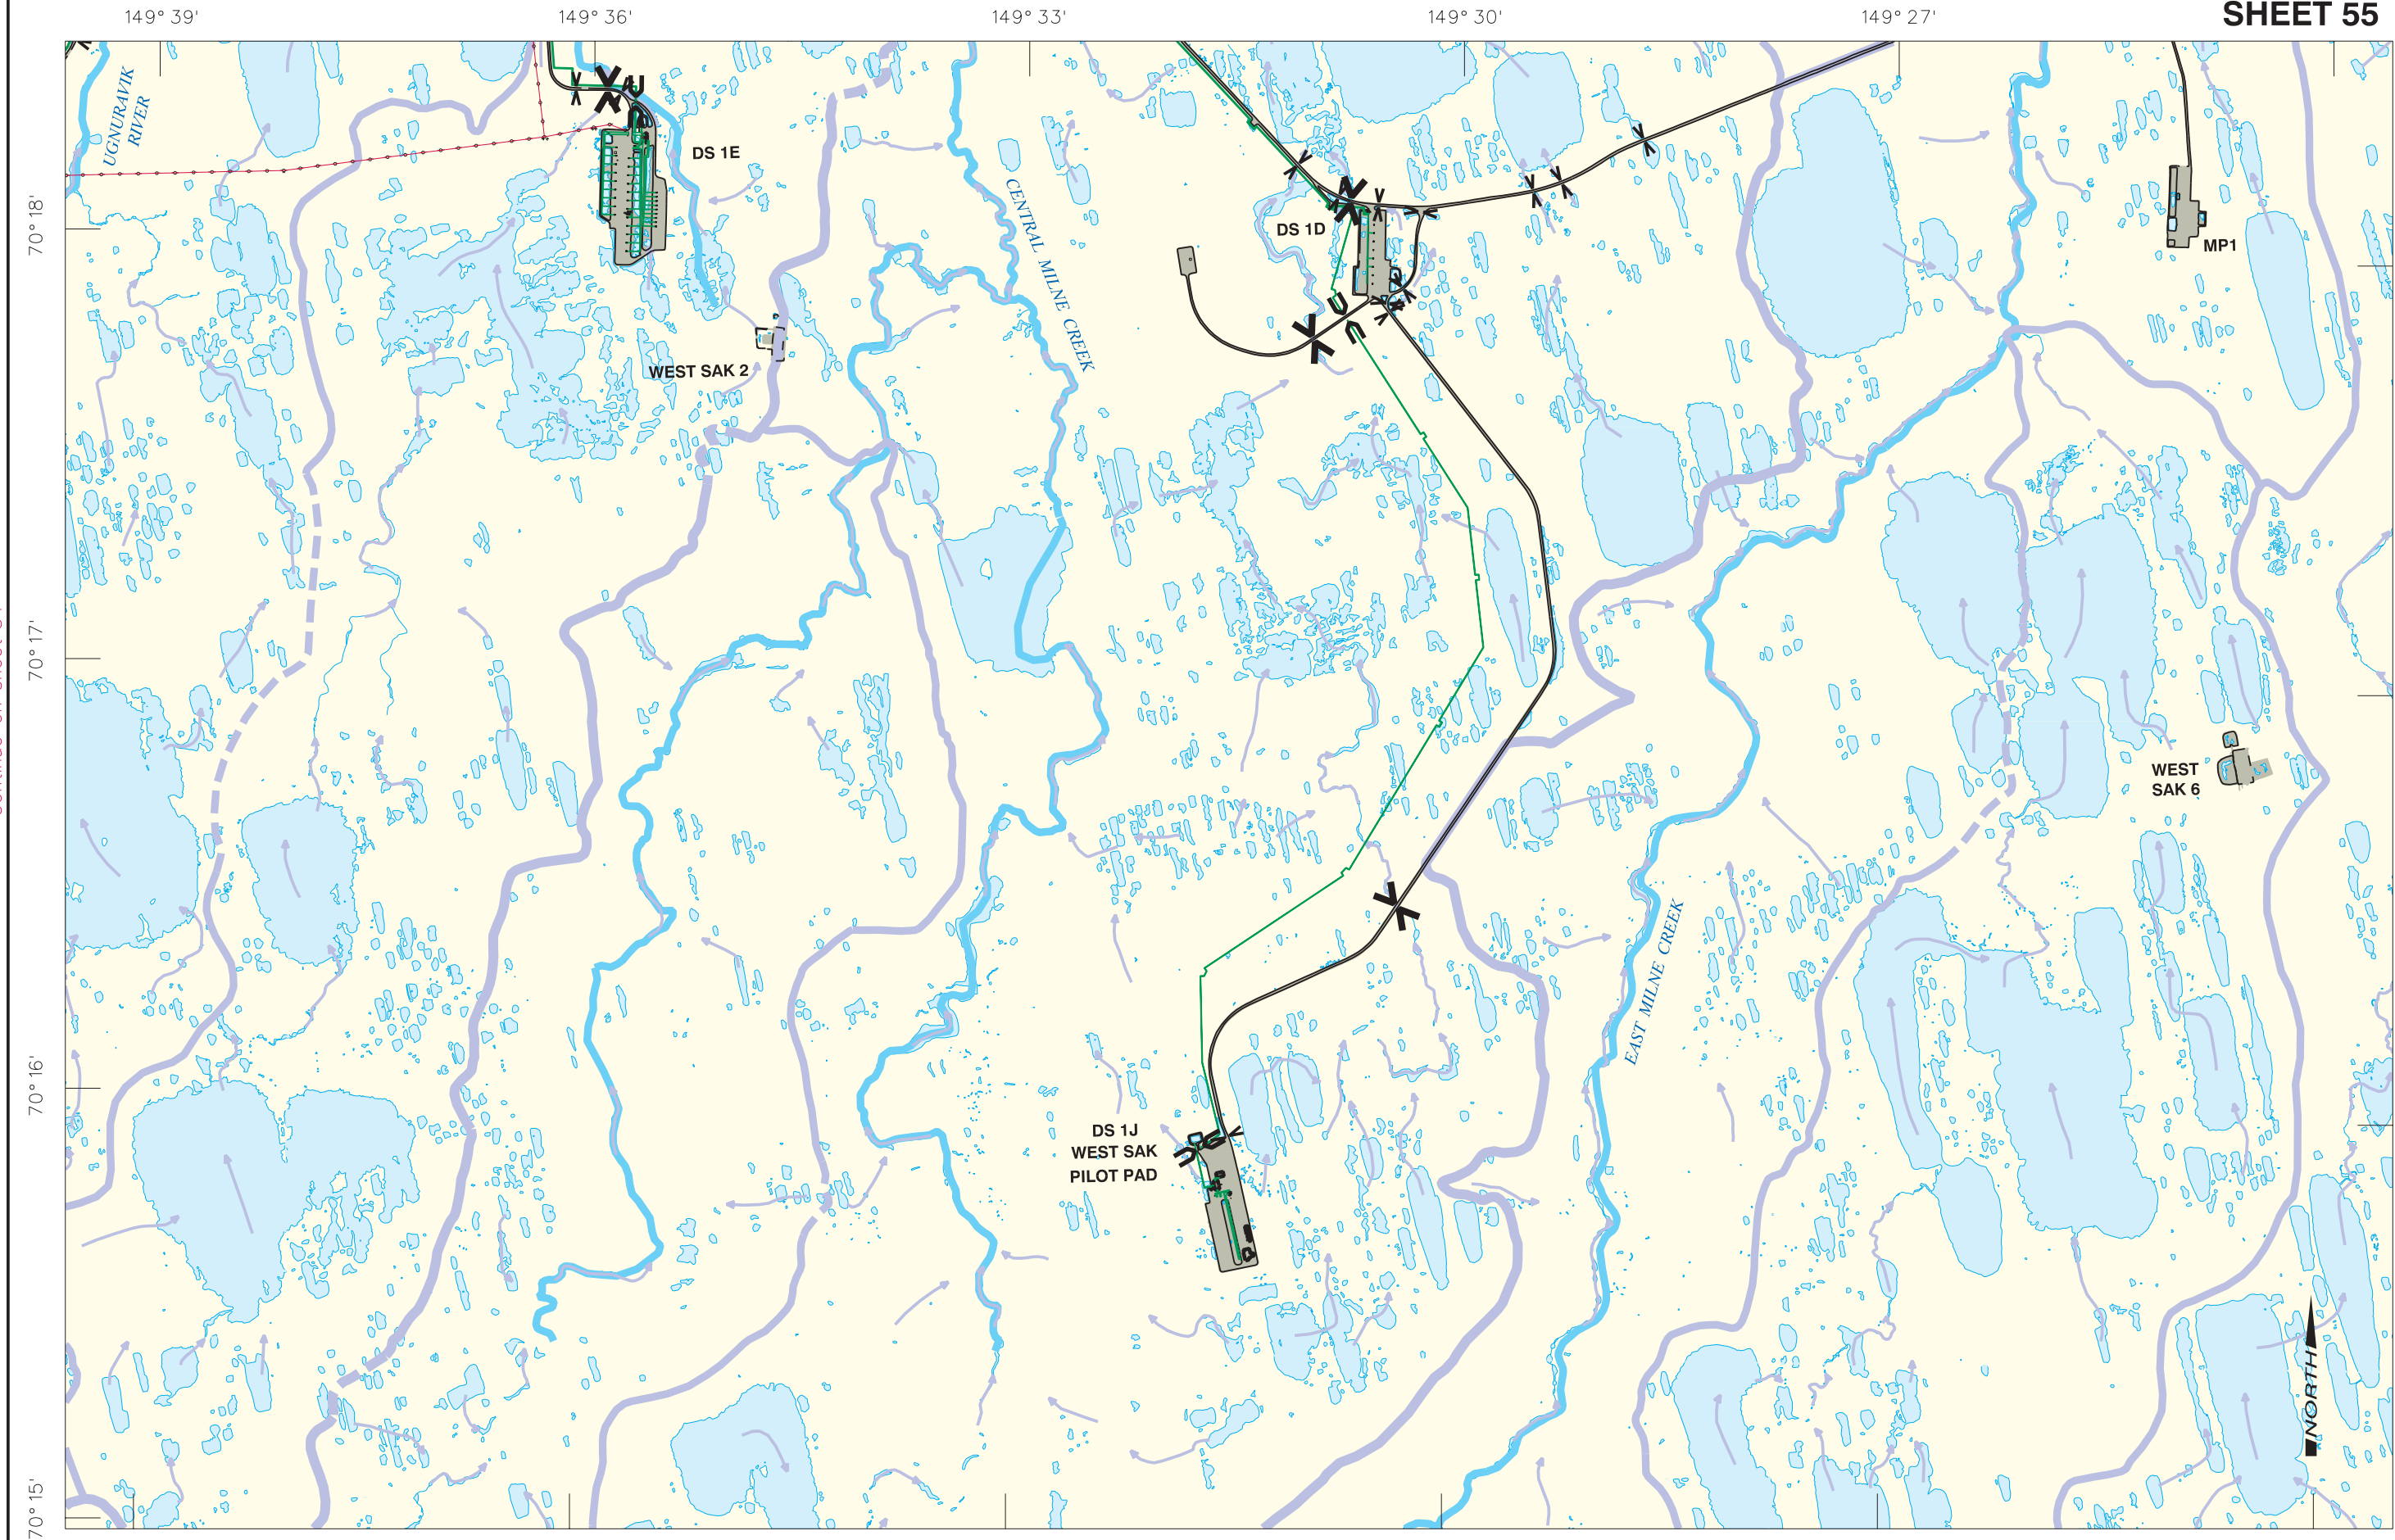 149° 39'
149° 36'
149° 33'
149° 30'
149° 27'
SHEET 55
UGNURAVIK
RIVER
DS 1E
CENTRAL MILNE CREEK
DS 1D
MP1
70° 18'
WEST SAK 2
70° 17'
WEST
SAK 6
EAST MILNE CREEK
70° 16'
DS 1J
WEST SAK
PILOT PAD
NORTH
70° 15'